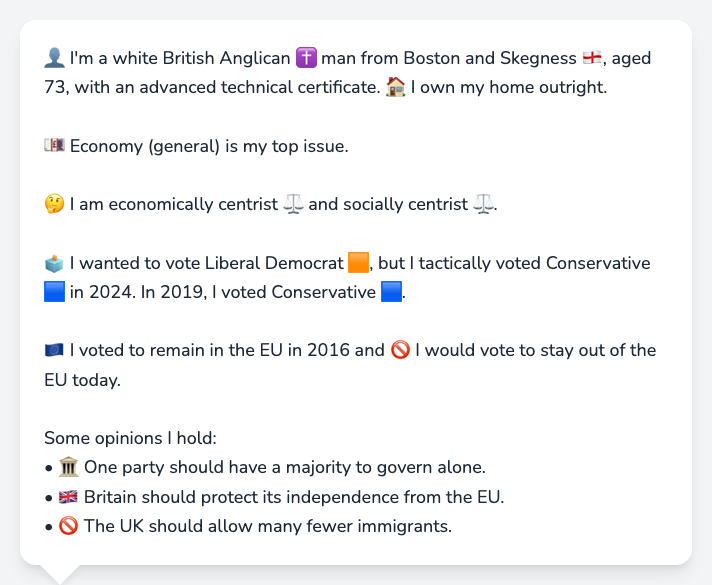 👤 I'm a white British Anglican ✝️ man from Boston and Skegness 🏴󠁧󠁢󠁥󠁮󠁧󠁿, aged
73, with an advanced technical certificate. 🏠 I own my home outright.
💷 Economy (general) is my top issue.
🤔 I am economically centrist ⚖️ and socially centrist ⚖️.
🗳️ I wanted to vote Liberal Democrat 🟧, but I tactically voted Conservative
🟦 in 2024. In 2019, I voted Conservative 🟦.
🇪🇺 I voted to remain in the EU in 2016 and 🚫 I would vote to stay out of the
EU today.
Some opinions I hold:
• 🏛️ One party should have a majority to govern alone.
• 🇬🇧 Britain should protect its independence from the EU.
• 🚫 The UK should allow many fewer immigrants.